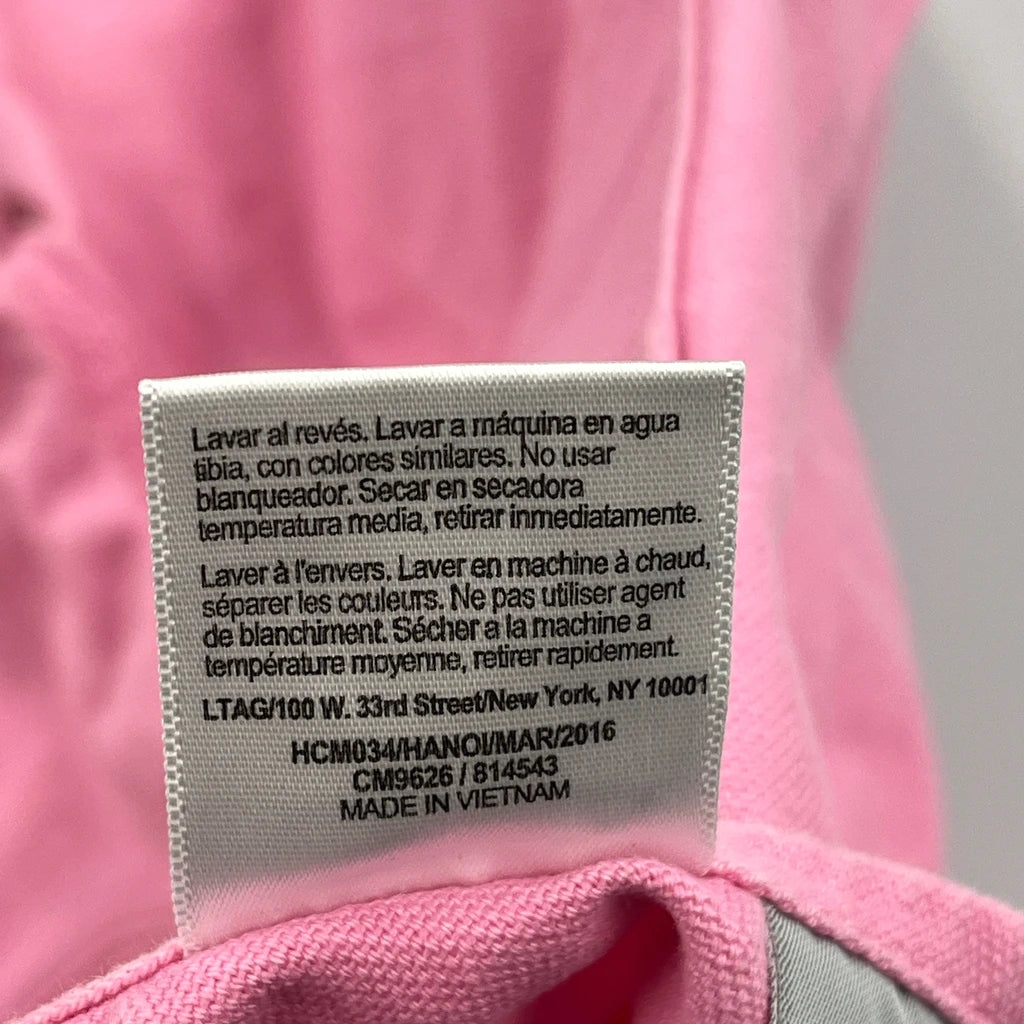 Lavar al revés. Lavar a máquina en agua
tibia, con colores similares. No usar
blanqueador. Secar en secadora
temperatura media, retirar inmediatamente.
Laver à l'envers. Laver en machine à chaud,
séparer les couleurs. Ne pas utiliser agent
de blanchiment. Sécher a la machine a
température moyenne, retirer rapidement.
LTAG/100 W. 33rd Street/New York, NY 10001
HCM034/HANOI/MAR/2016
CM9626 / 814543
MADE IN VIETNAM